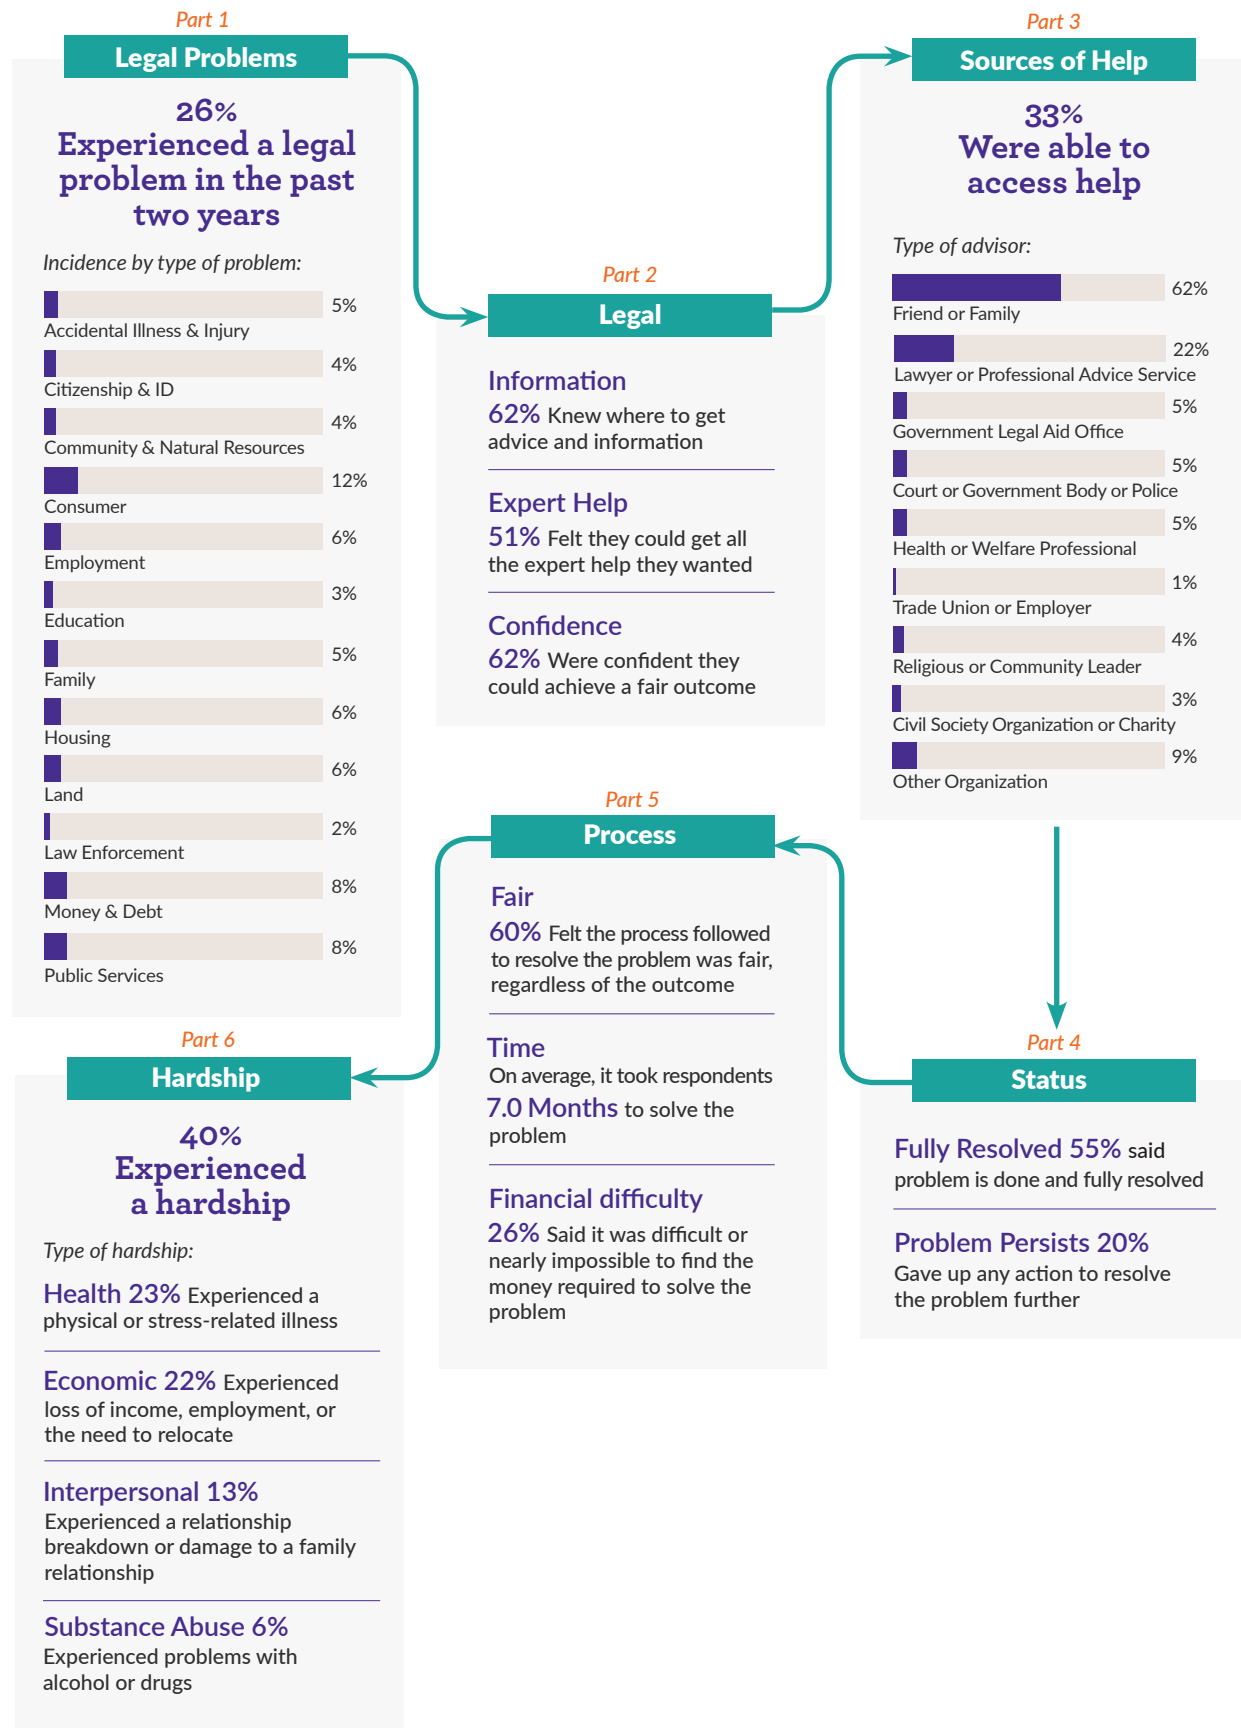 Part 1
Legal Problems
26%
Experienced a legal
problem in the past
two years
Incidence by type of problem:
5%
Accidental Illness & Injury
4%
Citizenship & ID
4%
Community & Natural Resources
12%
Consumer
6%
Employment
3%
Education
5%
Family
6%
Housing
6%
Land
2%
Law Enforcement
8%
Money & Debt
8%
Public Services
Part 2
Legal
Information
62% Knew where to get
advice and information
Expert Help
51% Felt they could get all
the expert help they wanted
Confidence
62% Were confident they
could achieve a fair outcome
Part 3
Sources of Help
33%
Were able to
access help
Type of advisor:
62%
Friend or Family
22%
Lawyer or Professional Advice Service
5%
Government Legal Aid Office
5%
Court or Government Body or Police
5%
Health or Welfare Professional
1%
Trade Union or Employer
4%
Religious or Community Leader
3%
Civil Society Organization or Charity
9%
Other Organization
Part 4
Status
Fully Resolved 55% said
problem is done and fully resolved
Problem Persists 20%
Gave up any action to resolve
the problem further
Part 5
Process
Fair
60% Felt the process followed
to resolve the problem was fair,
regardless of the outcome
Time
On average, it took respondents
7.0 Months to solve the
problem
Financial difficulty
26% Said it was difficult or
nearly impossible to find the
money required to solve the
problem
Part 6
Hardship
40%
Experienced
a hardship
Type of hardship:
Health 23% Experienced a
physical or stress-related illness
Economic 22% Experienced
loss of income, employment, or
the need to relocate
Interpersonal 13%
Experienced a relationship
breakdown or damage to a family
relationship
Substance Abuse 6%
Experienced problems with
alcohol or drugs